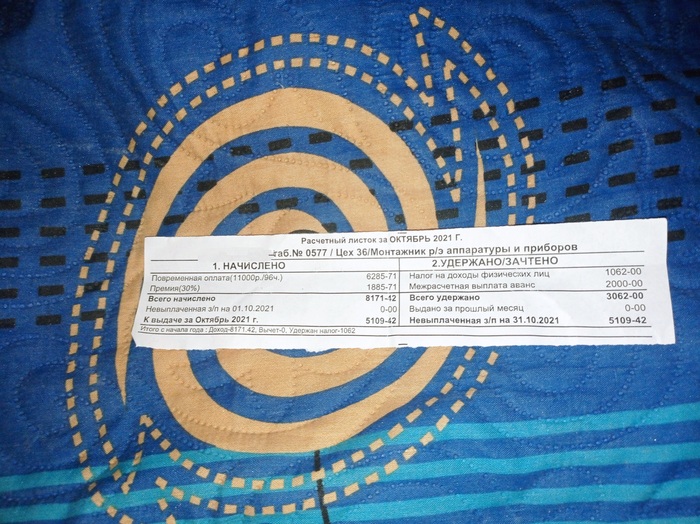 Расчетный листок за ОКТЯБРЬ 2021 Г.
таб.№ 0577 / Цех 36/Монтажник р/э аппаратуры и приборов
1. НАЧИСЛЕНО 2.УДЕРЖАНО/ЗАЧТЕНО
Повременная оплата(11000р./96ч.) 6285-71 Налог на доходы физических лиц 1062-00
Премия(30%) 1885-71 Межрасчетная выплата аванс 2000-00
Всего начислено 8171-42 Всего удержано 3062-00
Невыплаченная з/п на 01.10.2021 0-00 Выдано за прошлый месяц 0-00
К выдаче за Октябрь 2021 г. 5109-42 Невыплаченная з/п на 31.10.2021 5109-42
Итого с начала года : Доход-8171.42, Вычет-0, Удержан налог-1062